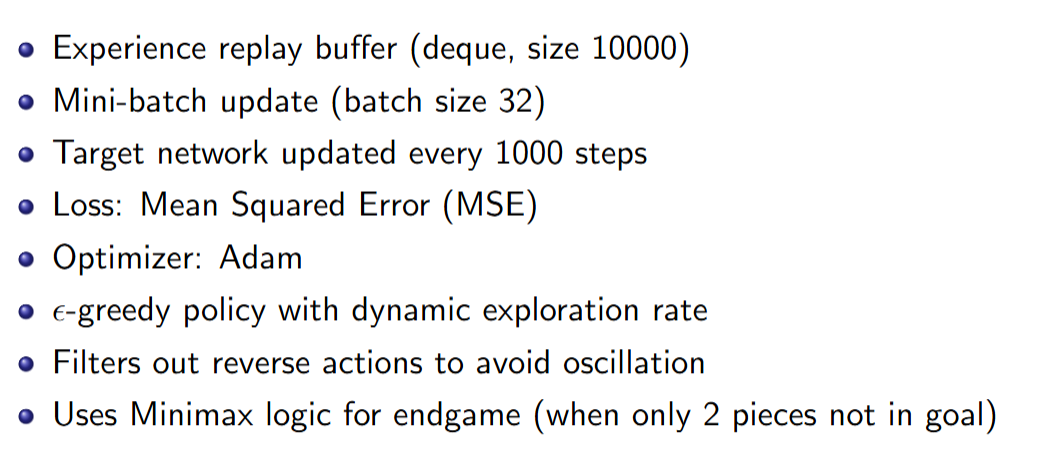 Experience replay buffer (deque, size 10000)
Mini-batch update (batch size 32)
Target network updated every 1000 steps
Loss: Mean Squared Error (MSE)
Optimizer: Adam
ϵ-greedy policy with dynamic exploration rate
Filters out reverse actions to avoid oscillation
Uses Minimax logic for endgame (when only 2 pieces not in goal)